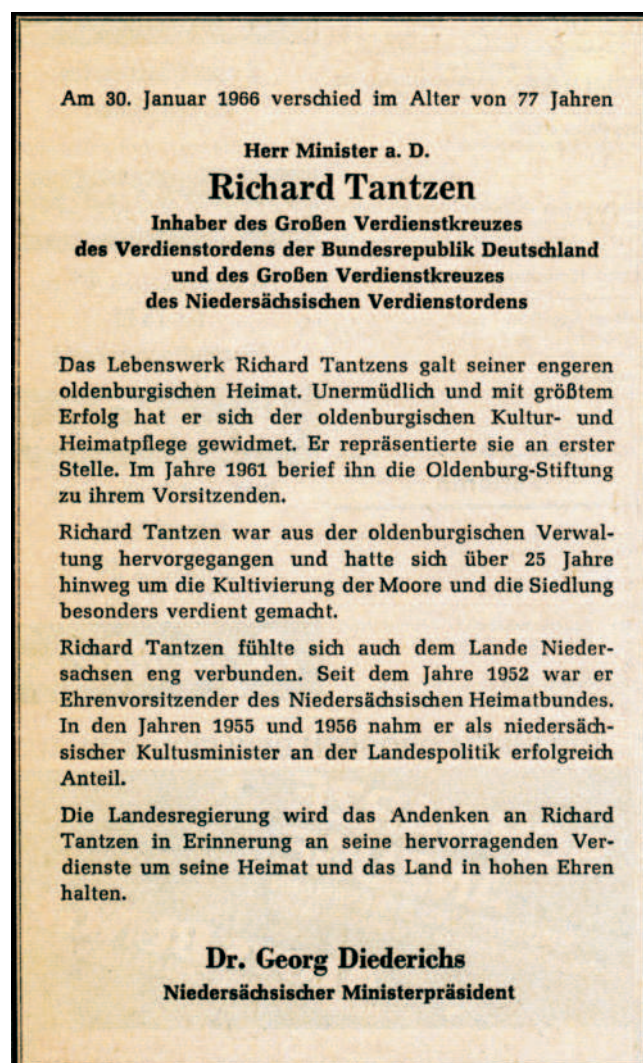 Am 30. Januar 1966 verschied im Alter von 77 Jahren
Herr Minister a. D.
Richard Tantzen
Inhaber des Großen Verdienstkreuzes
des Verdienstordens der Bundesrepublik Deutschland
und des Großen Verdienstkreuzes
des Niedersächsischen Verdienstordens
Das Lebenswerk Richard Tantzens galt seiner engeren
oldenburgischen Heimat. Unermüdlich und mit größtem
Erfolg hat er sich der oldenburgischen Kultur- und
Heimatpflege gewidmet. Er repräsentierte sie an erster
Stelle. Im Jahre 1961 berief ihn die Oldenburg-Stiftung
zu ihrem Vorsitzenden.
Richard Tantzen war aus der oldenburgischen Verwal-
tung hervorgegangen und hatte sich über 25 Jahre
hinweg um die Kultivierung der Moore und die Siedlung
besonders verdient gemacht.
Richard Tantzen fühlte sich auch dem Lande Nieder-
sachsen eng verbunden. Seit dem Jahre 1952 war er
Ehrenvorsitzender des Niedersächsischen Heimatbundes.
In den Jahren 1955 und 1956 nahm er als niedersäch-
sischer Kultusminister an der Landespolitik erfolgreich
Anteil.
Die Landesregierung wird das Andenken an Richard
Tantzen in Erinnerung an seine hervorragenden Ver-
dienste um seine Heimat und das Land in hohen Ehren
halten.
Dr. Georg Diederichs
Niedersächsischer Ministerpräsident